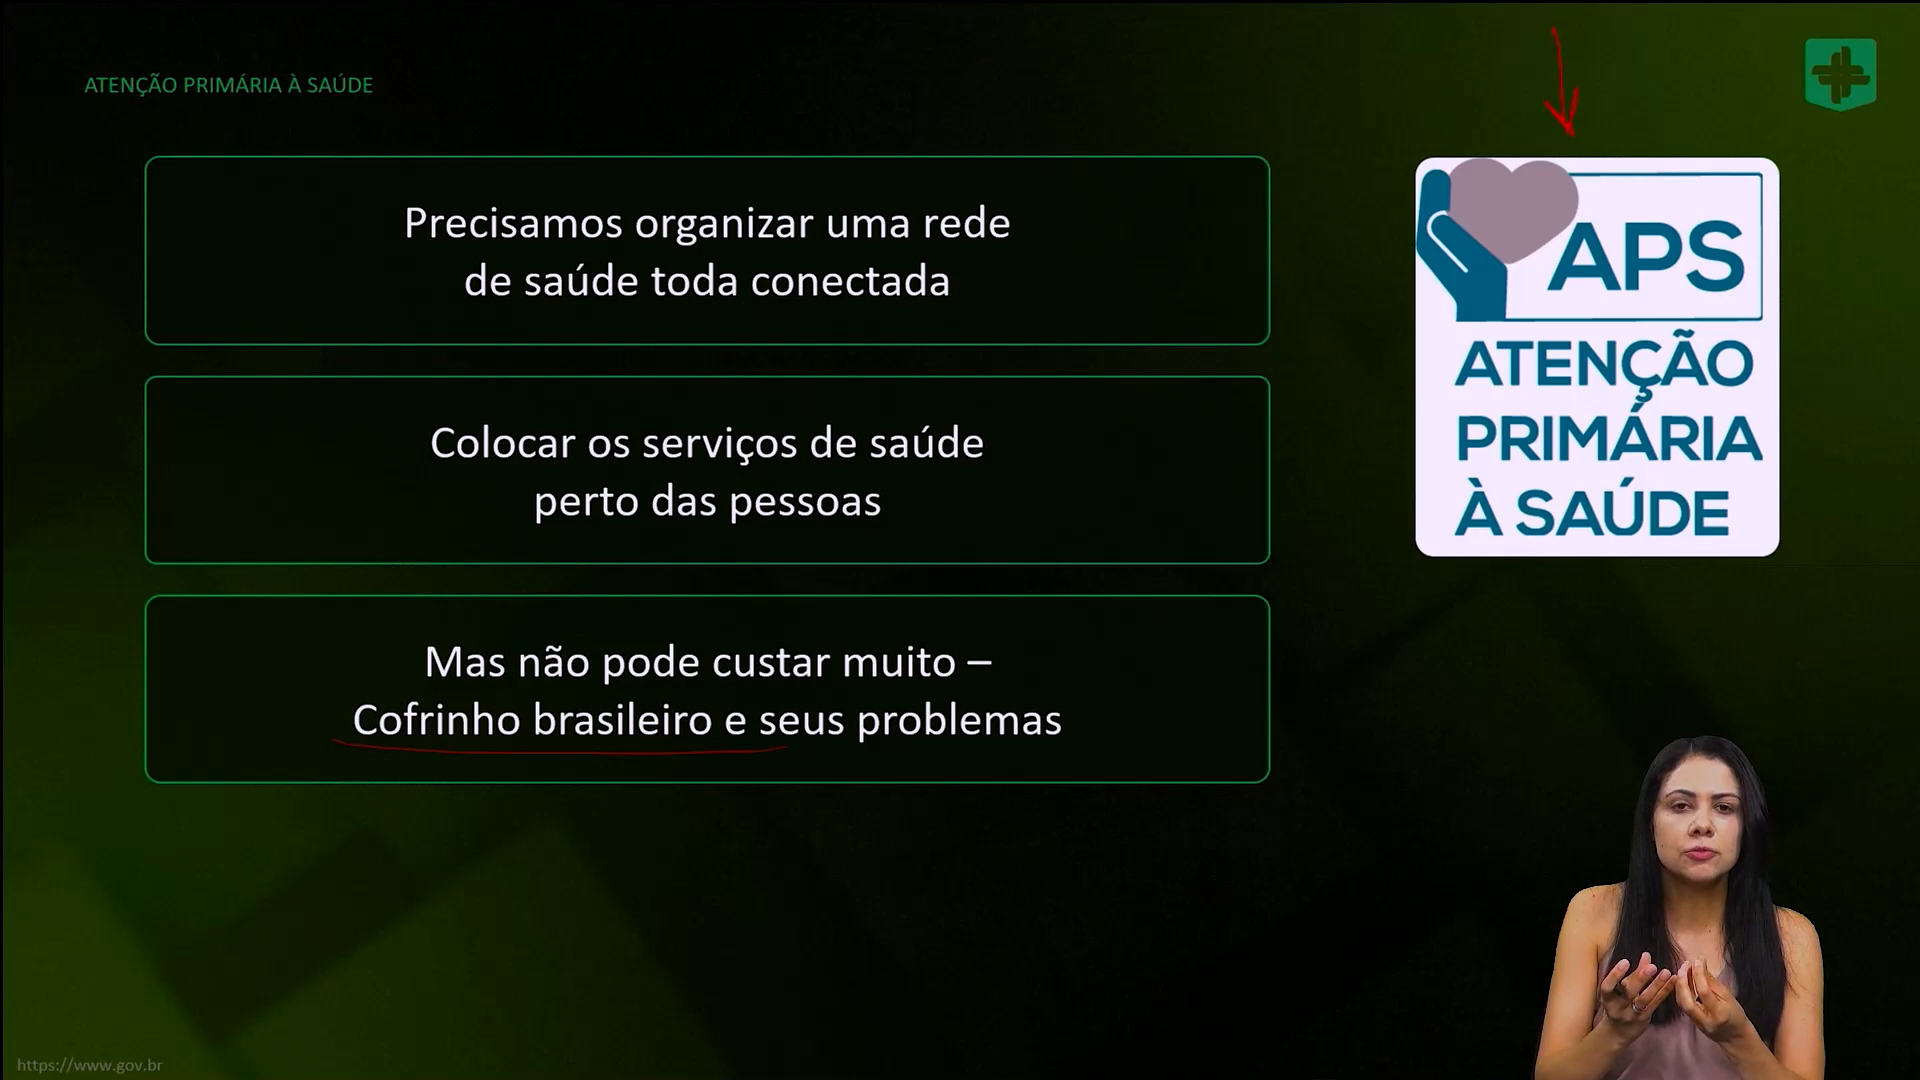 ATENÇÃO PRIMÁRIA À SAÚDE
Precisamos organizar uma rede
de saúde toda conectada
Colocar os serviços de saúde
perto das pessoas
Mas não pode custar muito –
Cofrinho brasileiro e seus problemas
APS
ATENÇÃO
PRIMÁRIA
À SAÚDE
https://www.gov.br